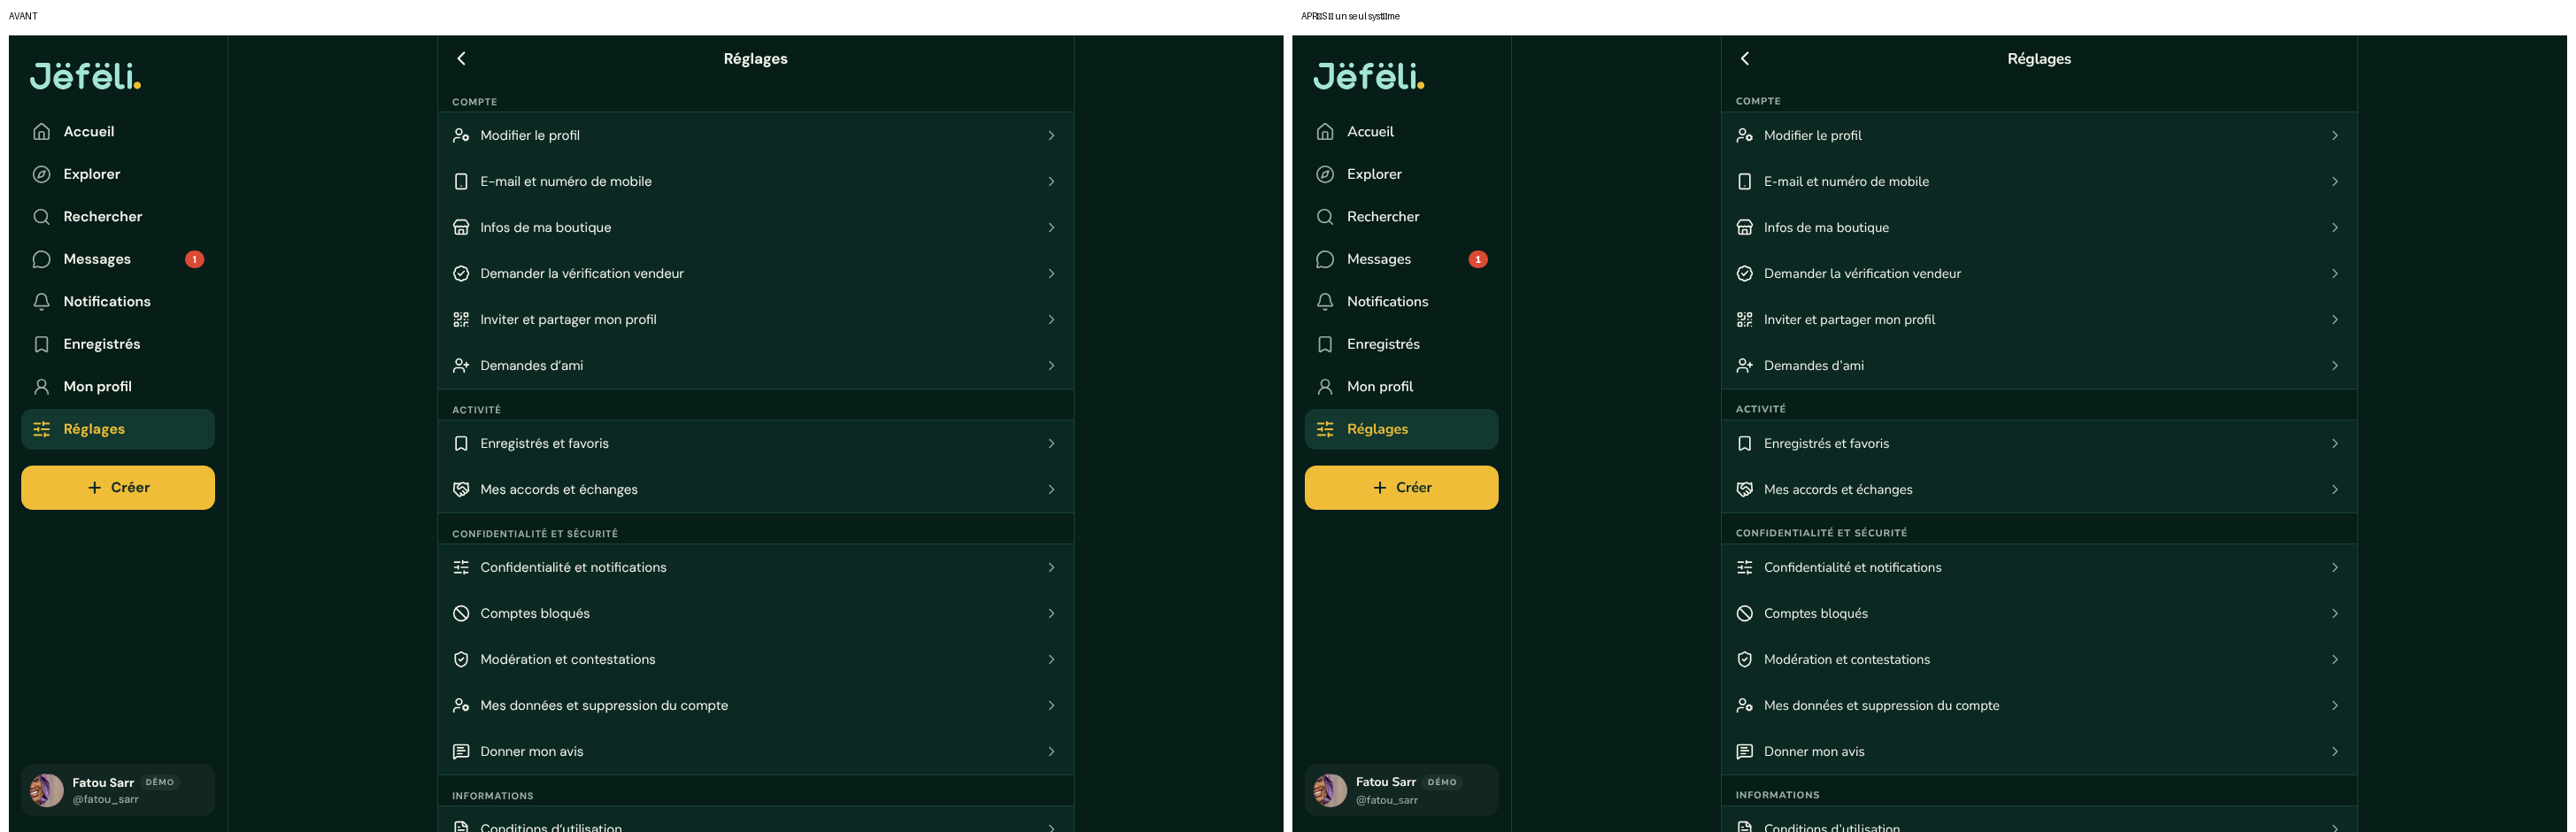 AVANT
Jëfëli.
Accueil
Explorer
Rechercher
Messages 1
Notifications
Enregistrés
Mon profil
Réglages
+ Créer
Fatou Sarr DÉMO
@fatou_sarr
Réglages
COMPTE
Modifier le profil
E-mail et numéro de mobile
Infos de ma boutique
Demander la vérification vendeur
Inviter et partager mon profil
Demandes d’ami
ACTIVITÉ
Enregistrés et favoris
Mes accords et échanges
CONFIDENTIALITÉ ET SÉCURITÉ
Confidentialité et notifications
Comptes bloqués
Modération et contestations
Mes données et suppression du compte
Donner mon avis
INFORMATIONS
Conditions d’utilisation
APR□S □ un seul syst□me
Jëfëli.
Accueil
Explorer
Rechercher
Messages 1
Notifications
Enregistrés
Mon profil
Réglages
+ Créer
Fatou Sarr DÉMO
@fatou_sarr
Réglages
COMPTE
Modifier le profil
E-mail et numéro de mobile
Infos de ma boutique
Demander la vérification vendeur
Inviter et partager mon profil
Demandes d’ami
ACTIVITÉ
Enregistrés et favoris
Mes accords et échanges
CONFIDENTIALITÉ ET SÉCURITÉ
Confidentialité et notifications
Comptes bloqués
Modération et contestations
Mes données et suppression du compte
Donner mon avis
INFORMATIONS
Conditions d’utilisation